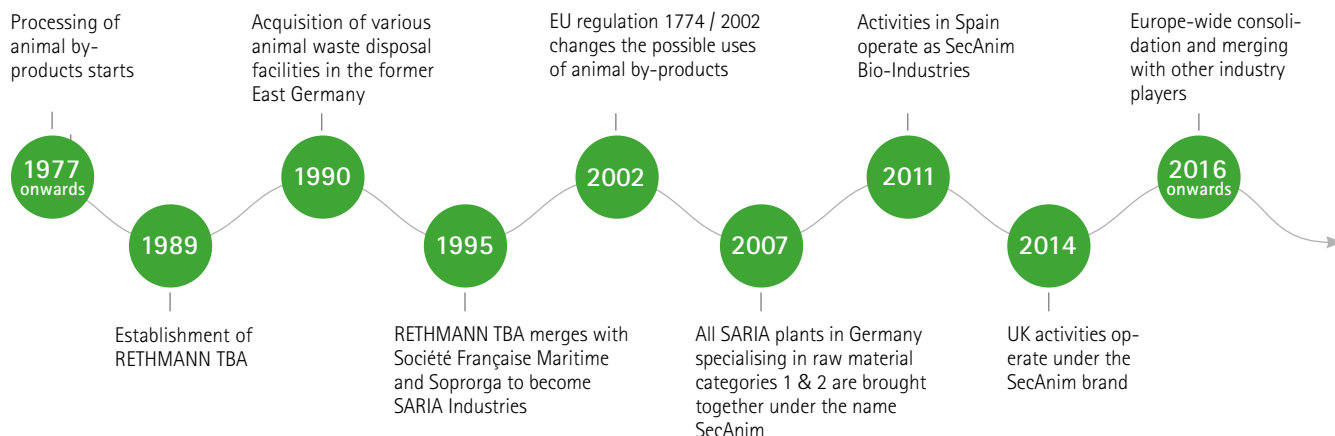 Processing of
animal by-
products starts
1977
onwards
1989
Establishment of
RETHMANN TBA
Acquisition of various
animal waste disposal
facilities in the former
East Germany
1990
1995
RETHMANN TBA merges with
Société Française Maritime
and Soprorga to become
SARIA Industries
EU regulation 1774 / 2002
changes the possible uses
of animal by-products
2002
2007
All SARIA plants in Germany
specialising in raw material
categories 1 & 2 are brought
together under the name
SecAnim
Activities in Spain
operate as SecAnim
Bio-Industries
2011
2014
UK activities op-
erate under the
SecAnim brand
Europe-wide consoli-
dation and merging
with other industry
players
2016
onwards